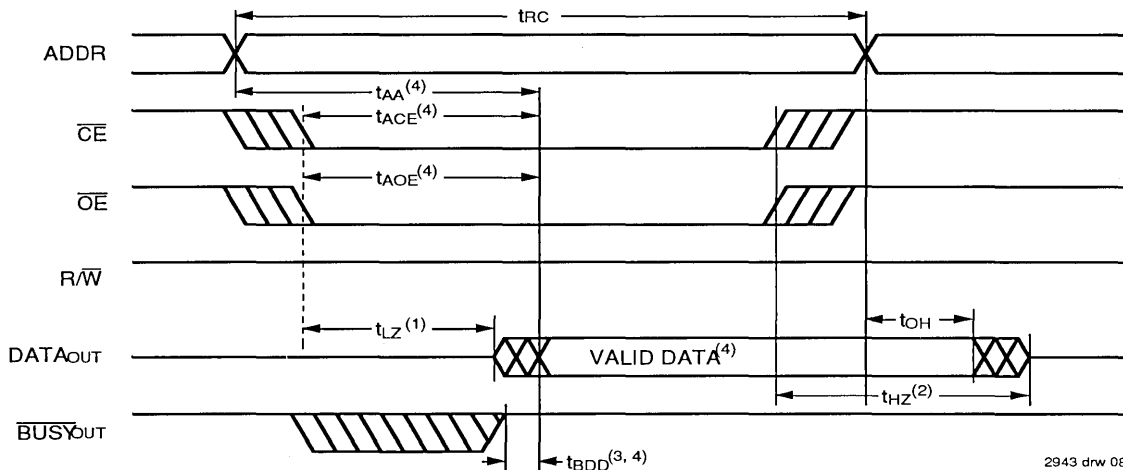 tRC
ADDR
tAA(4)
CE
tACE(4)
OE
tAOE(4)
R/W
tLZ(1)
tOH
DATAOUT
VALID DATA(4)
tHZ(2)
BUSYOUT
tBDD(3, 4)
2943 drw 08